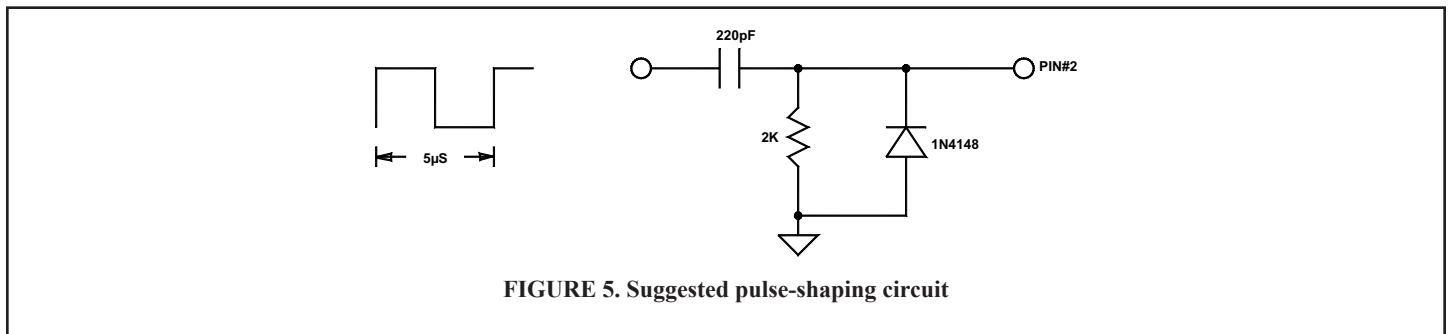 220pF
PIN#2
2K
1N4148
5µS
FIGURE 5. Suggested pulse-shaping circuit